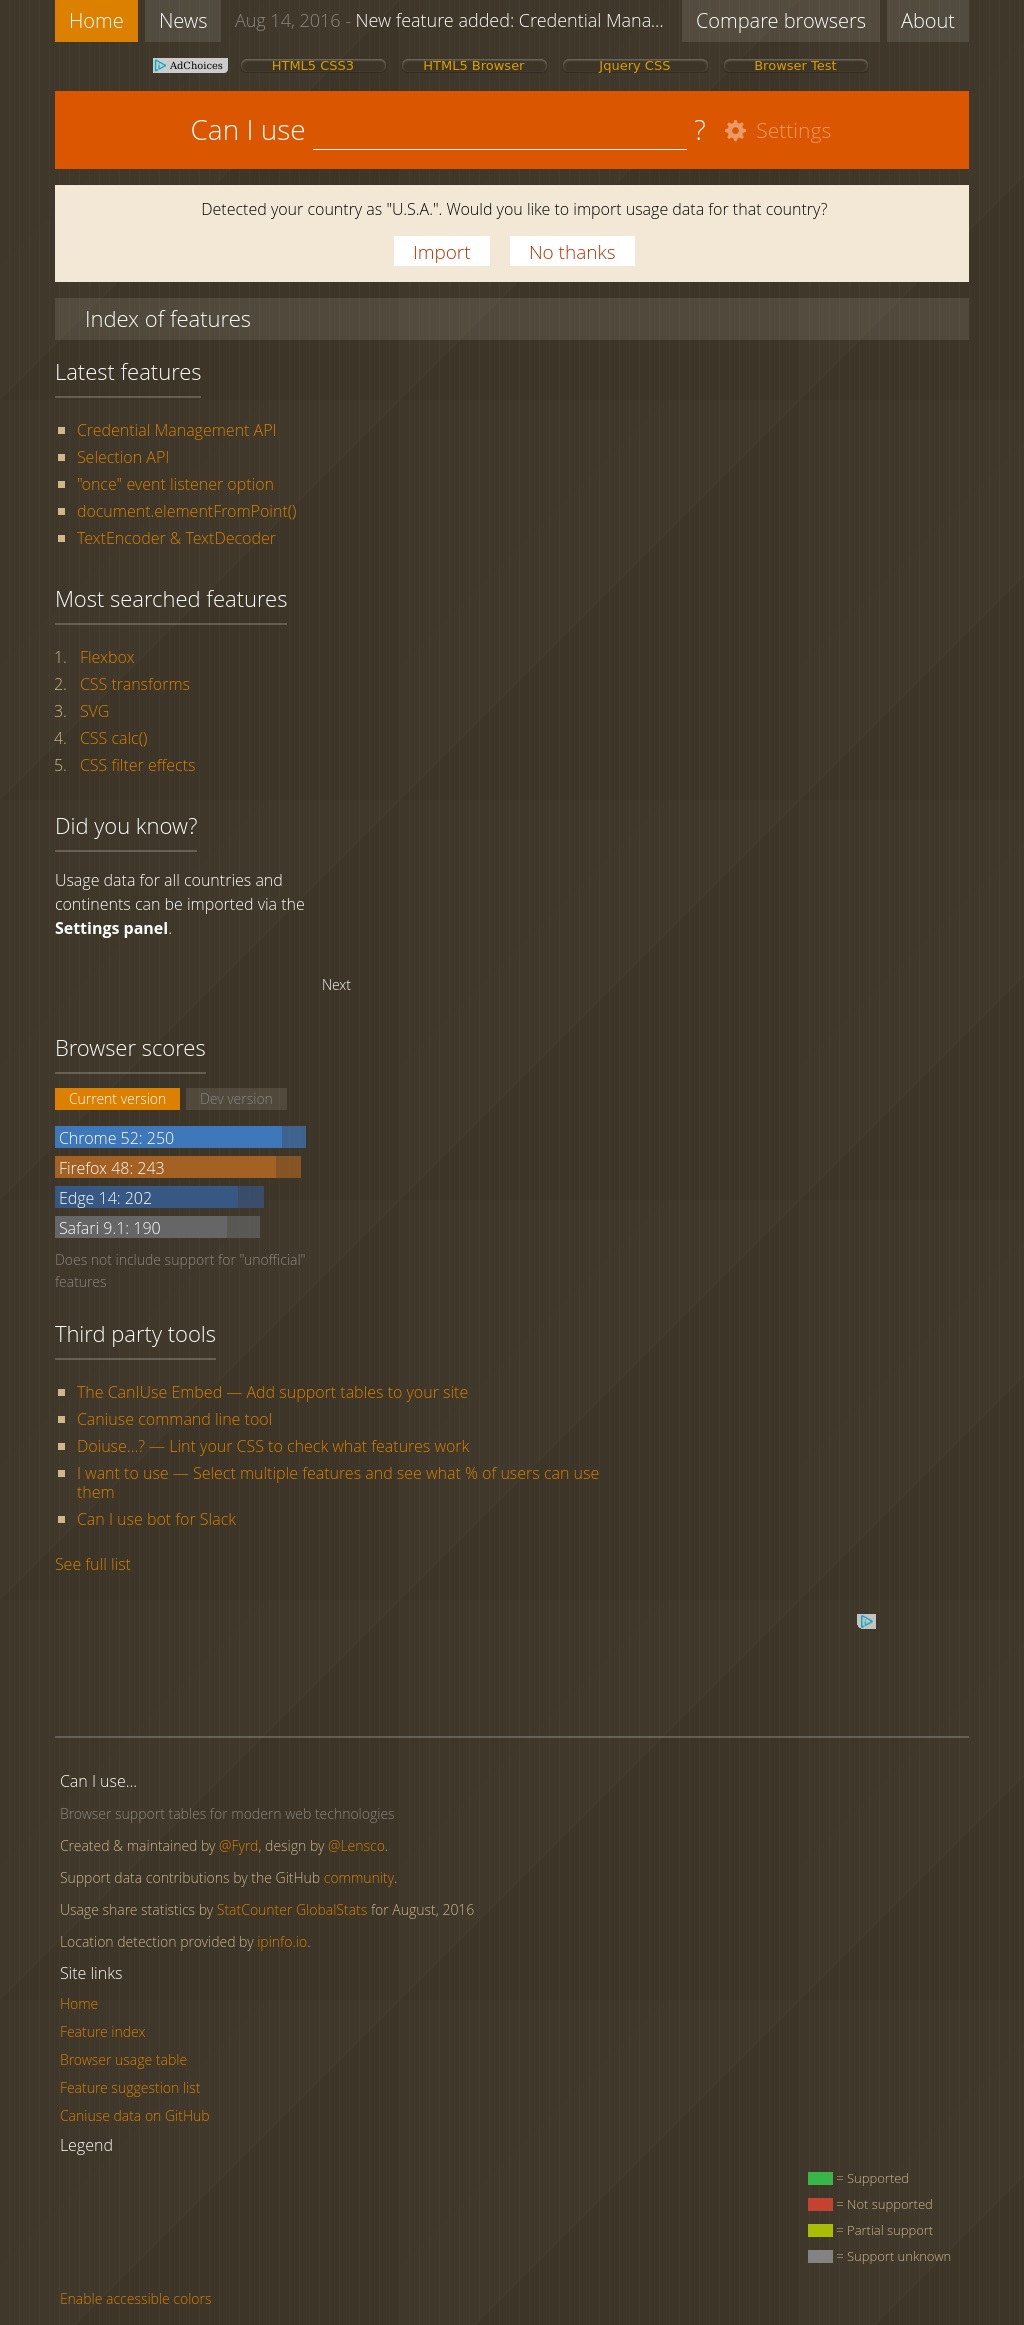 Home News Aug 14, 2016 - New feature added: Credential Mana... Compare browsers About
AdChoices HTML5 CSS3 HTML5 Browser Jquery CSS Browser Test
Can I use ? Settings
Detected your country as "U.S.A.". Would you like to import usage data for that country?
Import No thanks
Index of features
Latest features
Credential Management API
Selection API
"once" event listener option
document.elementFromPoint()
TextEncoder & TextDecoder
Most searched features
1. Flexbox
2. CSS transforms
3. SVG
4. CSS calc()
5. CSS filter effects
Did you know?
Usage data for all countries and
continents can be imported via the
Settings panel.
Next
Browser scores
Current version Dev version
Chrome 52: 250
Firefox 48: 243
Edge 14: 202
Safari 9.1: 190
Does not include support for "unofficial"
features
Third party tools
The CanIUse Embed — Add support tables to your site
Caniuse command line tool
Doiuse...? — Lint your CSS to check what features work
I want to use — Select multiple features and see what % of users can use
them
Can I use bot for Slack
See full list
Can I use...
Browser support tables for modern web technologies
Created & maintained by @Fyrd, design by @Lensco.
Support data contributions by the GitHub community.
Usage share statistics by StatCounter GlobalStats for August, 2016
Location detection provided by ipinfo.io.
Site links
Home
Feature index
Browser usage table
Feature suggestion list
Caniuse data on GitHub
Legend
= Supported
= Not supported
= Partial support
= Support unknown
Enable accessible colors